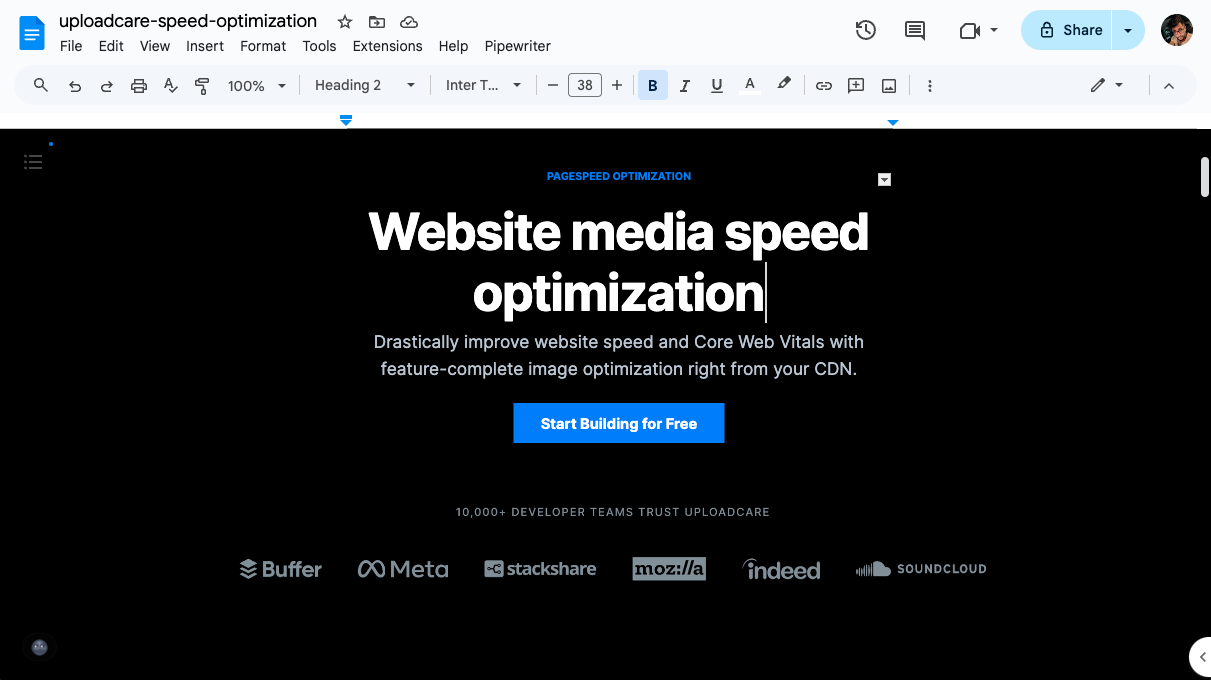 uploadcare-speed-optimization
File Edit View Insert Format Tools Extensions Help Pipewriter
Share
100% Heading 2 Inter T... 38 B I U A
PAGESPEED OPTIMIZATION
Website media speed
optimization
Drastically improve website speed and Core Web Vitals with
feature-complete image optimization right from your CDN.
Start Building for Free
10,000+ DEVELOPER TEAMS TRUST UPLOADCARE
Buffer Meta stackshare moz://a indeed SOUNDCLOUD